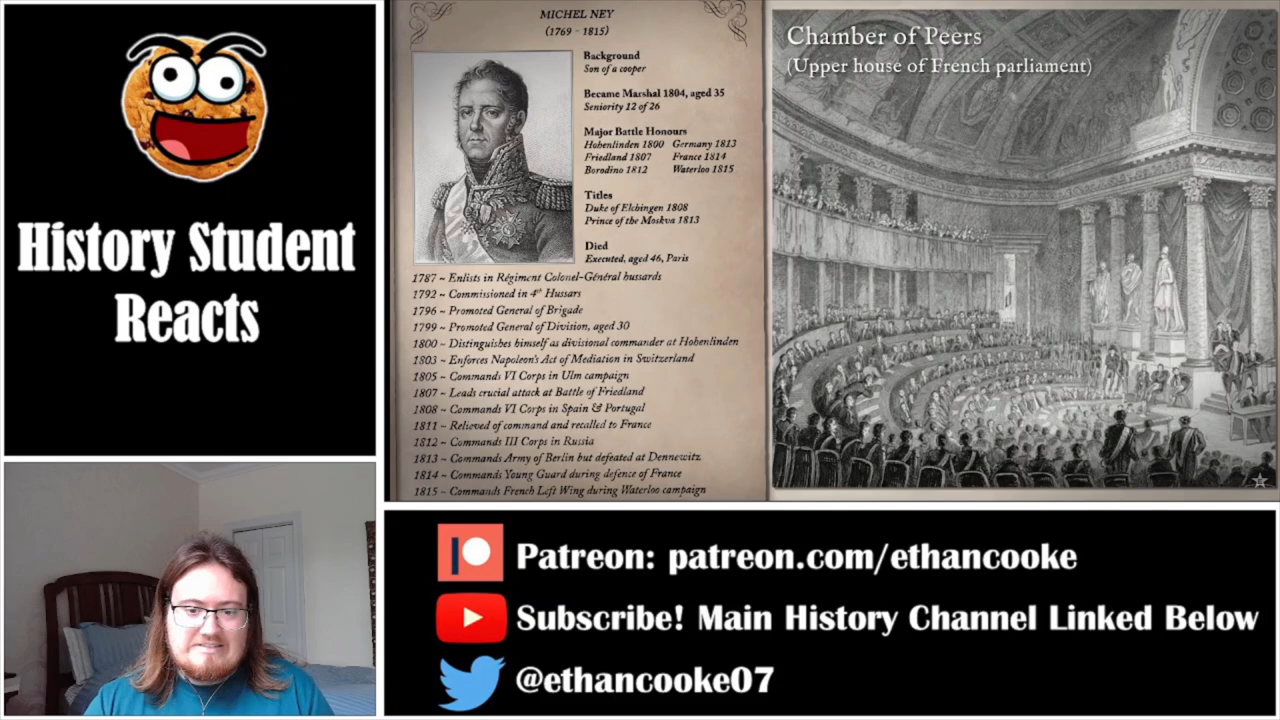 History Student
Reacts
MICHEL NEY
(1769 - 1815)
Background
Son of a cooper
Became Marshal 1804, aged 35
Seniority 12 of 26
Major Battle Honours
Hohenlinden 1800 Germany 1813
Friedland 1807 France 1814
Borodino 1812 Waterloo 1815
Titles
Duke of Elchingen 1808
Prince of the Moskva 1813
Died
Executed, aged 46, Paris
1787 ~ Enlists in Régiment Colonel-Général hussards
1792 ~ Commissioned in 4th Hussars
1796 ~ Promoted General of Brigade
1799 ~ Promoted General of Division, aged 30
1800 ~ Distinguishes himself as divisional commander at Hohenlinden
1803 ~ Enforces Napoleon's Act of Mediation in Switzerland
1805 ~ Commands VI Corps in Ulm campaign
1807 ~ Leads crucial attack at Battle of Friedland
1808 ~ Commands VI Corps in Spain & Portugal
1811 ~ Relieved of command and recalled to France
1812 ~ Commands III Corps in Russia
1813 ~ Commands Army of Berlin but defeated at Dennewitz
1814 ~ Commands Young Guard during defence of France
1815 ~ Commands French Left Wing during Waterloo campaign
Chamber of Peers
(Upper house of French parliament)
Patreon: patreon.com/ethancooke
Subscribe! Main History Channel Linked Below
@ethancooke07